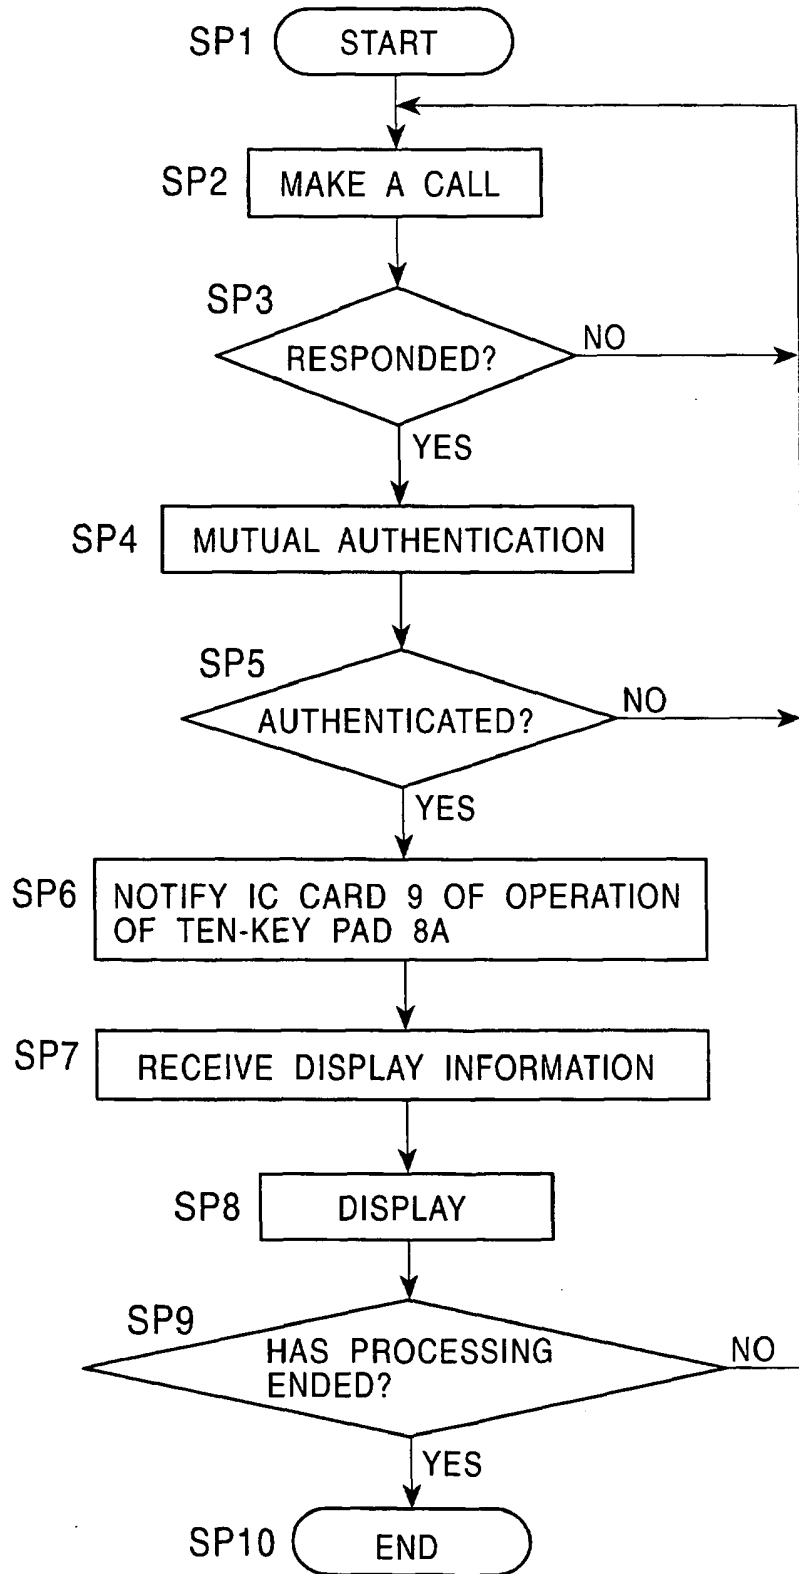 SP1
START
SP2
MAKE A CALL
SP3
RESPONDED?
NO
YES
SP4
MUTUAL AUTHENTICATION
SP5
AUTHENTICATED?
NO
YES
SP6
NOTIFY IC CARD 9 OF OPERATION
OF TEN-KEY PAD 8A
SP7
RECEIVE DISPLAY INFORMATION
SP8
DISPLAY
SP9
HAS PROCESSING
ENDED?
NO
YES
SP10
END